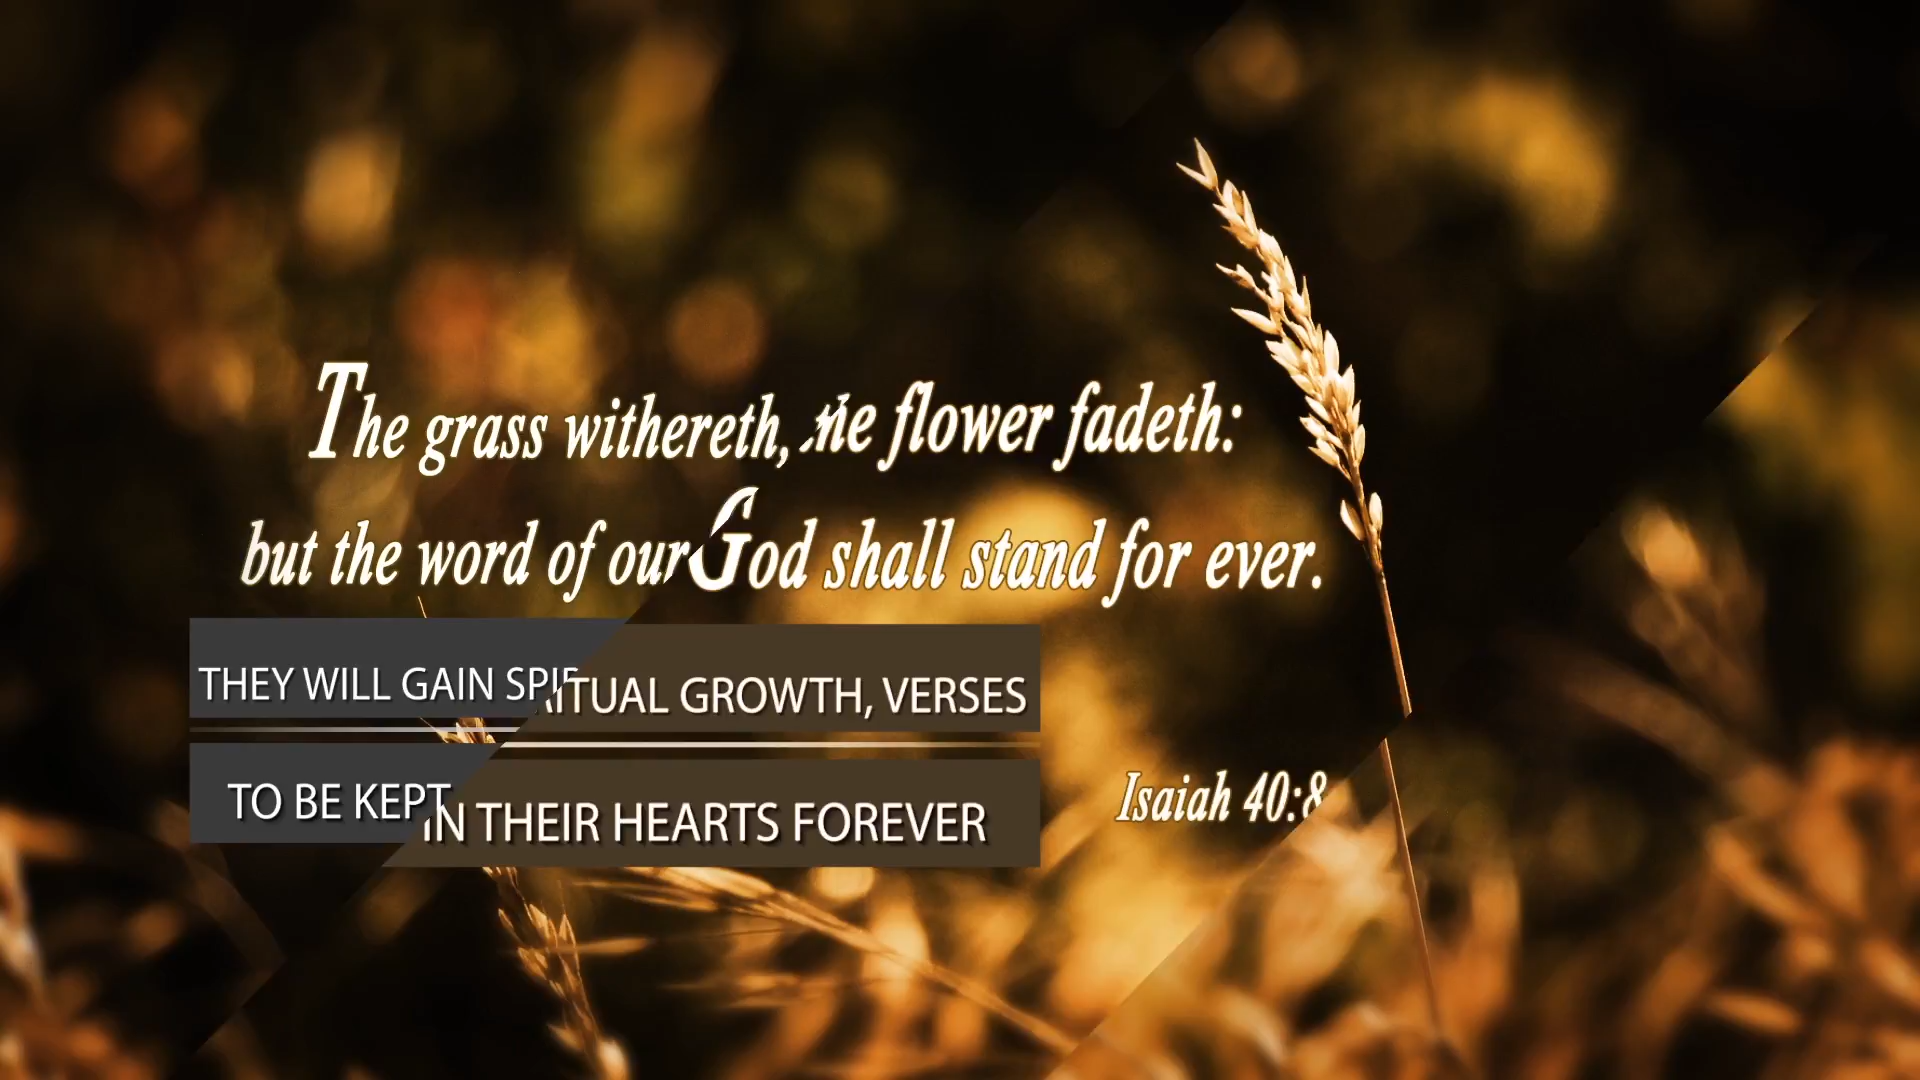 The grass withereth, the flower fadeth:
but the word of our God shall stand for ever.
THEY WILL GAIN SPIRITUAL GROWTH, VERSES
TO BE KEPT IN THEIR HEARTS FOREVER
Isaiah 40:8